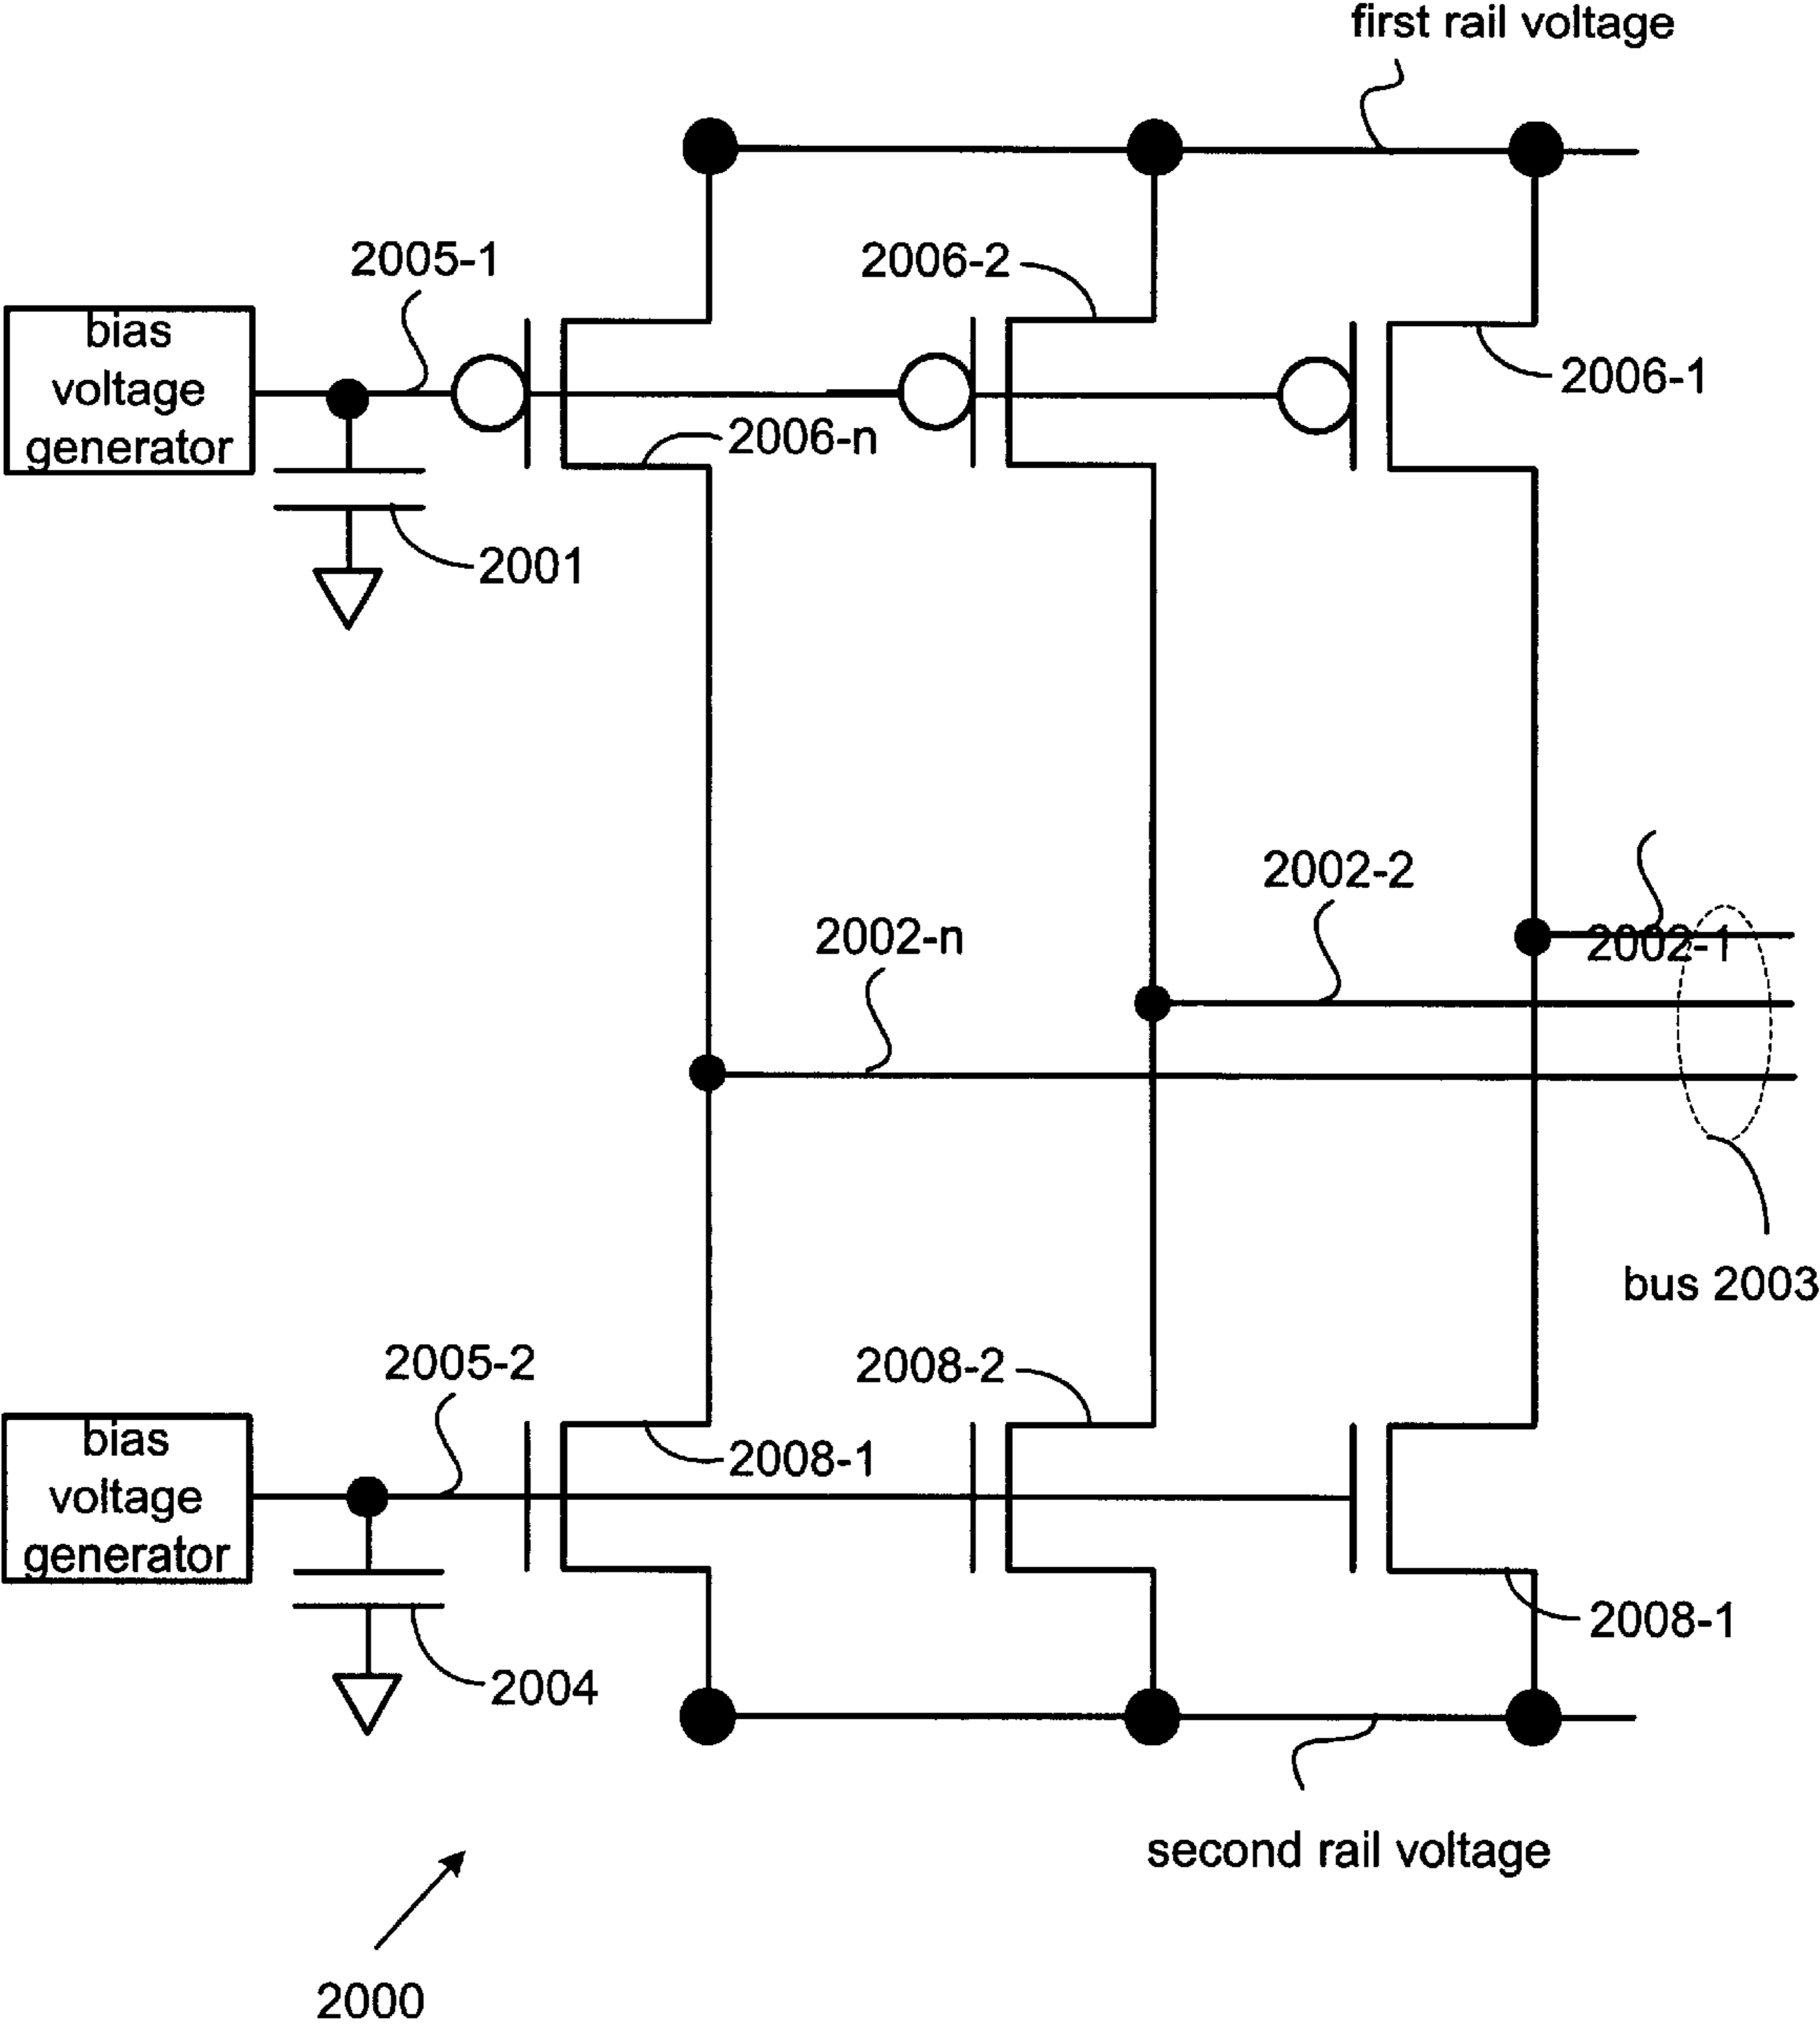 first rail voltage
2005-1
2006-2
bias
voltage
generator
2006-1
2006-n
2001
2002-2
2002-n
2002-1
bus 2003
2005-2
2008-2
bias
voltage
generator
2008-1
2008-1
2004
second rail voltage
2000